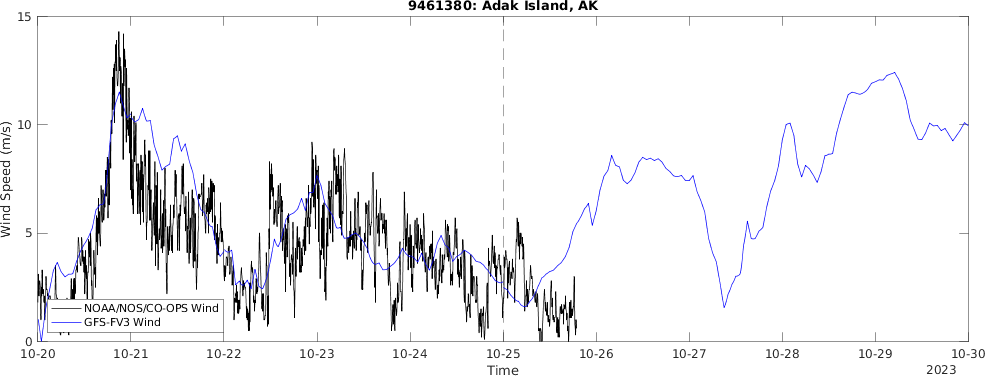 9461380: Adak Island, AK
15
10
5
0
Wind Speed (m/s)
NOAA/NOS/CO-OPS Wind
GFS-FV3 Wind
10-20 10-21 10-22 10-23 10-24 10-25 10-26 10-27 10-28 10-29 10-30
Time
2023